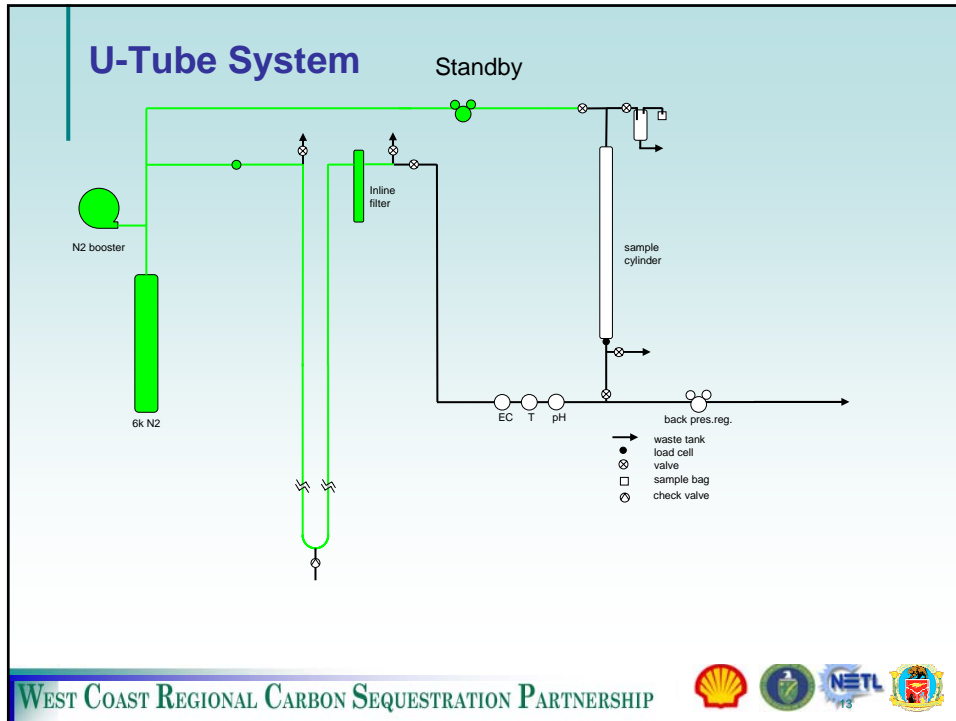 U-Tube System
Standby
Inline
filter
N2 booster
sample
cylinder
6k N2
EC T pH
back pres.reg.
waste tank
load cell
valve
sample bag
check valve
WEST COAST REGIONAL CARBON SEQUESTRATION PARTNERSHIP
NETL
13